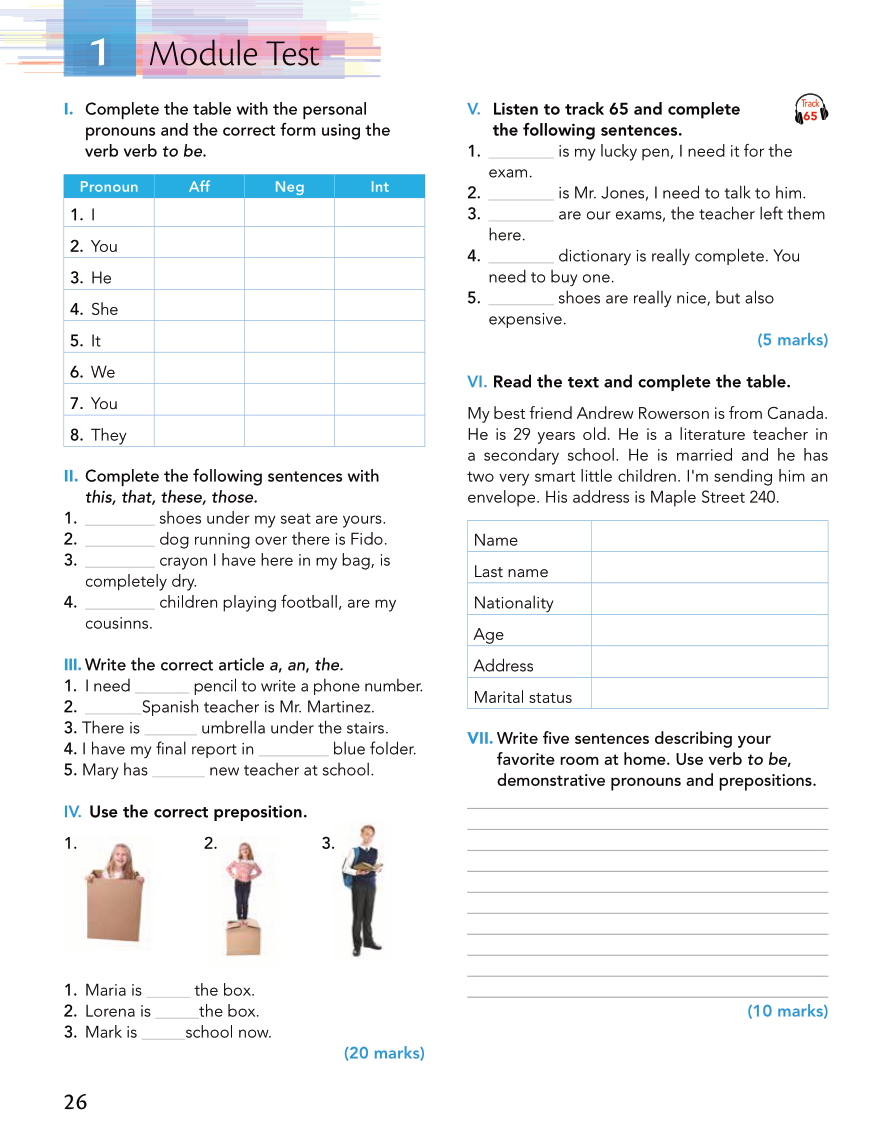 1 Module Test
I. Complete the table with the personal
pronouns and the correct form using the
verb verb to be.
Pronoun Aff Neg Int
1. I
2. You
3. He
4. She
5. It
6. We
7. You
8. They
II. Complete the following sentences with
this, that, these, those.
1. ________ shoes under my seat are yours.
2. ________ dog running over there is Fido.
3. ________ crayon I have here in my bag, is
completely dry.
4. ________ children playing football, are my
cousinns.
III. Write the correct article a, an, the.
1. I need ______ pencil to write a phone number.
2. ______Spanish teacher is Mr. Martinez.
3. There is ______ umbrella under the stairs.
4. I have my final report in ________ blue folder.
5. Mary has ______ new teacher at school.
IV. Use the correct preposition.
1. 2. 3.
1. Maria is _____ the box.
2. Lorena is _____the box.
3. Mark is _____school now.
(20 marks)
26
V. Listen to track 65 and complete
the following sentences.
Track
65
1. ________ is my lucky pen, I need it for the
exam.
2. ________ is Mr. Jones, I need to talk to him.
3. ________ are our exams, the teacher left them
here.
4. ________ dictionary is really complete. You
need to buy one.
5. ________ shoes are really nice, but also
expensive.
(5 marks)
VI. Read the text and complete the table.
My best friend Andrew Rowerson is from Canada.
He is 29 years old. He is a literature teacher in
a secondary school. He is married and he has
two very smart little children. I'm sending him an
envelope. His address is Maple Street 240.
Name
Last name
Nationality
Age
Address
Marital status
VII. Write five sentences describing your
favorite room at home. Use verb to be,
demonstrative pronouns and prepositions.
(10 marks)